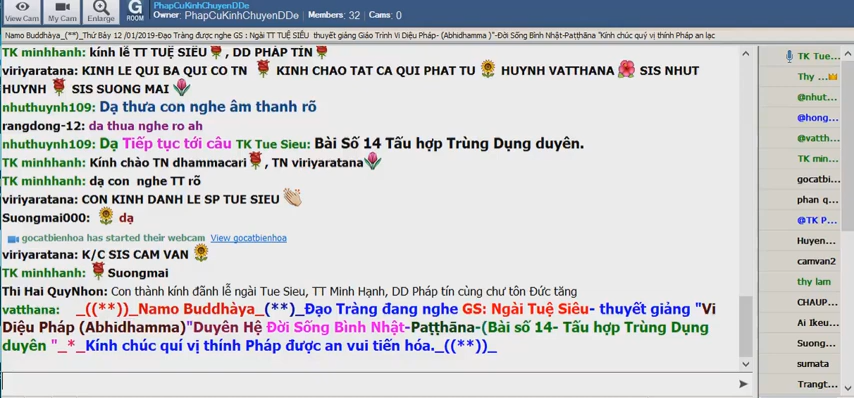 View Cam
My Cam
Enlarge
G
ROOM
PhapCuKinhChuyenDDe
Owner: PhapCuKinhChuyenDDe | Members: 32 | Cams: 0
Namo Buddhàya_(**)_Thứ Bảy 12 /01/2019-Đạo Tràng được nghe GS : Ngài TT TUỆ SIÊU thuyết giảng Giáo Trình Vi Diệu Pháp- (Abhidhamma )"-Đời Sống Bình Nhật-Paṭṭhāna "Kính chúc quý vị thính Pháp an lạc
TK minhhanh: kính lễ TT TUỆ SIÊU, DD PHÁP TÍN
viriyaratana: KINH LE QUI BA QUI CO TN KINH CHAO TAT CA QUI PHAT TU HUYNH VATTHANA SIS NHUT
HUYNH SIS SUONG MAI
nhuthuynh109: Dạ thưa con nghe âm thanh rõ
rangdong-12: da thua nghe ro ah
nhuthuynh109: Dạ Tiếp tục tới câu TK Tue Sieu: Bài Số 14 Tấu hợp Trùng Dụng duyên.
TK minhhanh: Kính chào TN dhammacari, TN viriyaratana
TK minhhanh: dạ con nghe TT rõ
viriyaratana: CON KINH DANH LE SP TUE SIEU
Suongmai000: dạ
gocatbienhoa has started their webcam View gocatbienhoa
viriyaratana: K/C SIS CAM VAN
TK minhhanh: Suongmai
Thi Hai QuyNhon: Con thành kính đãnh lễ ngài Tue Sieu, TT Minh Hạnh, DD Pháp tín cùng chư tôn Đức tăng
vatthana: _((**))_Namo Buddhàya_(**)_Đạo Tràng đang nghe GS: Ngài Tuệ Siêu- thuyết giảng "Vi
Diệu Pháp (Abhidhamma)"Duyên Hệ Đời Sống Bình Nhật-Paṭṭhāna-(Bài số 14- Tấu hợp Trùng Dụng
duyên "_*_Kính chúc quí vị thính Pháp được an vui tiến hóa._((**))_
TK Tue...
Thy ...
@nhut...
@hong...
@vatth...
TK min...
gocatbi...
phan q...
@TK P...
Huyen...
camvan2
thy lam
CHAUP...
Ai Ikeu...
Suong...
sumata
Trangt...